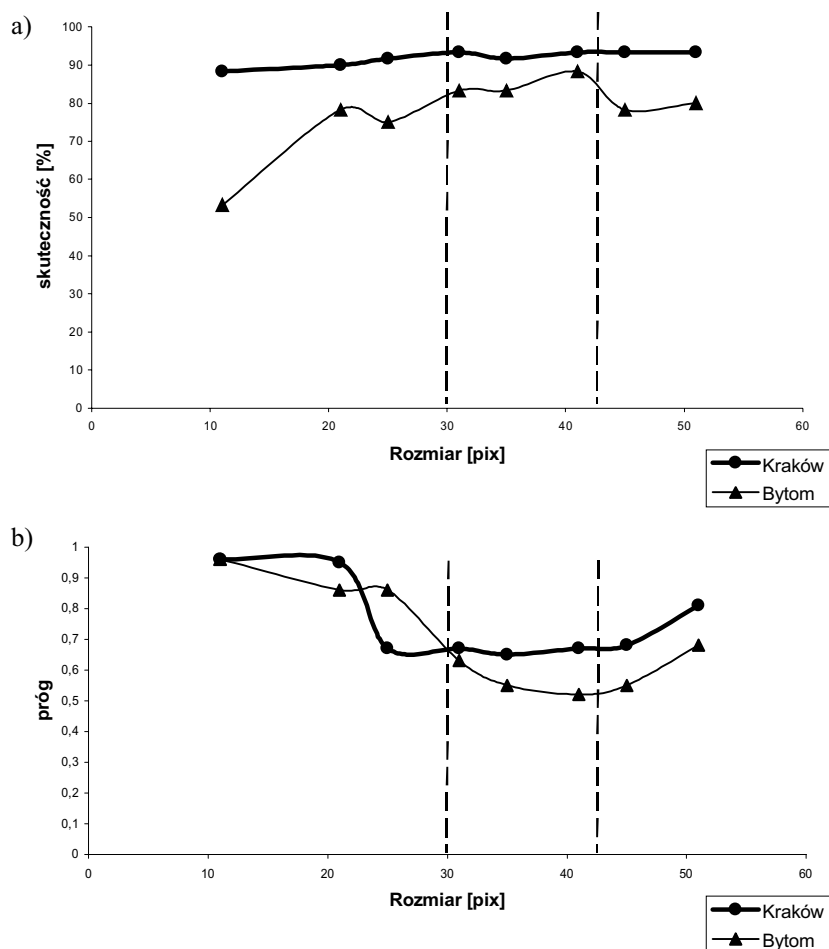 a)
100
90
80
70
60
50
40
30
20
10
0
skuteczność [%]
0 10 20 30 40 50 60
Rozmiar [pix]
Kraków
Bytom
b)
1
0,9
0,8
0,7
0,6
0,5
0,4
0,3
0,2
0,1
0
próg
0 10 20 30 40 50 60
Rozmiar [pix]
Kraków
Bytom